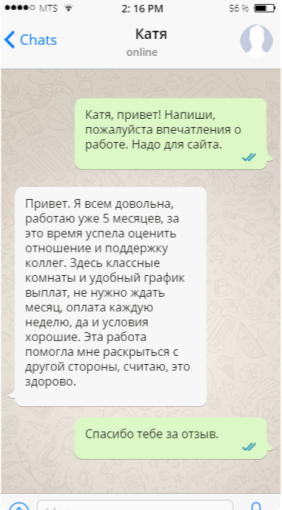 MTS 2: 16 PM 56 %
Chats Катя
online
Катя, привет! Напиши,
пожалуйста впечатления о
работе. Надо для сайта.
Привет. Я всем довольна,
работаю уже 5 месяцев, за
это время успела оценить
отношение и поддержку
коллег. Здесь классные
комнаты и удобный график
выплат, не нужно ждать
месяц, оплата каждую
неделю, да и условия
хорошие. Эта работа
помогла мне раскрыться с
другой стороны, считаю, это
здорово.
Спасибо тебе за отзыв.